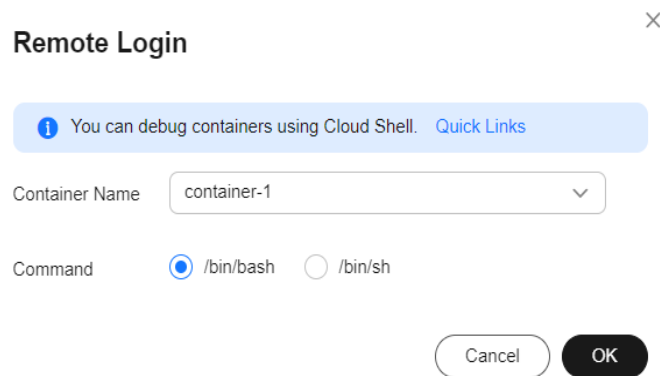 Remote Login
You can debug containers using Cloud Shell. Quick Links
Container Name container-1
Command /bin/bash /bin/sh
Cancel OK